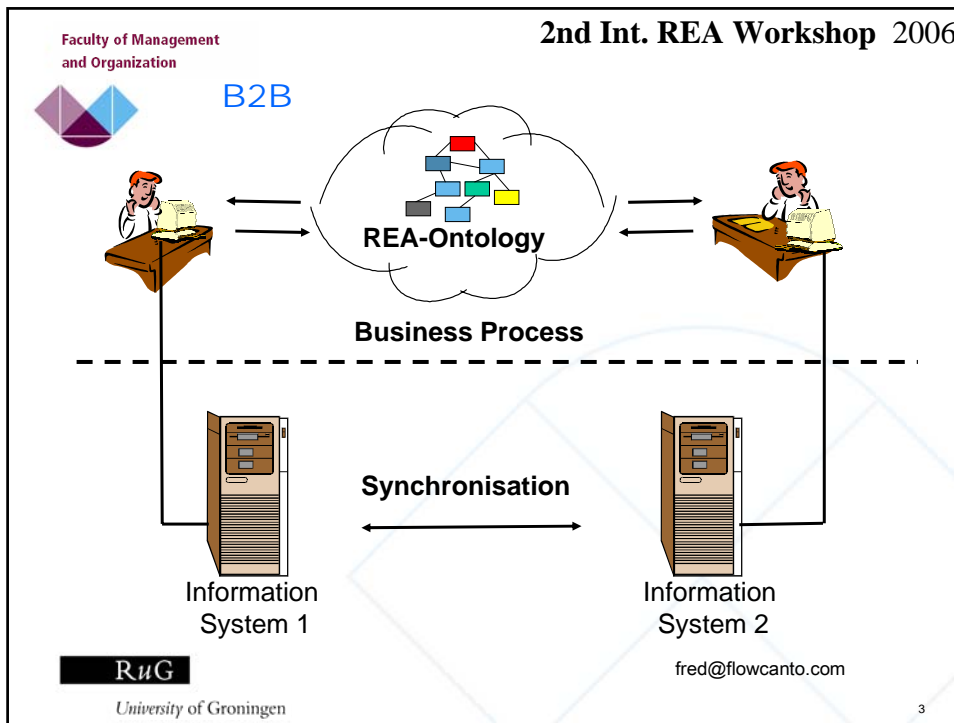 2nd Int. REA Workshop 2006
Faculty of Management
and Organization
B2B
REA-Ontology
Business Process
Synchronisation
Information
System 1
Information
System 2
RuG
fred@flowcanto.com
University of Groningen
3